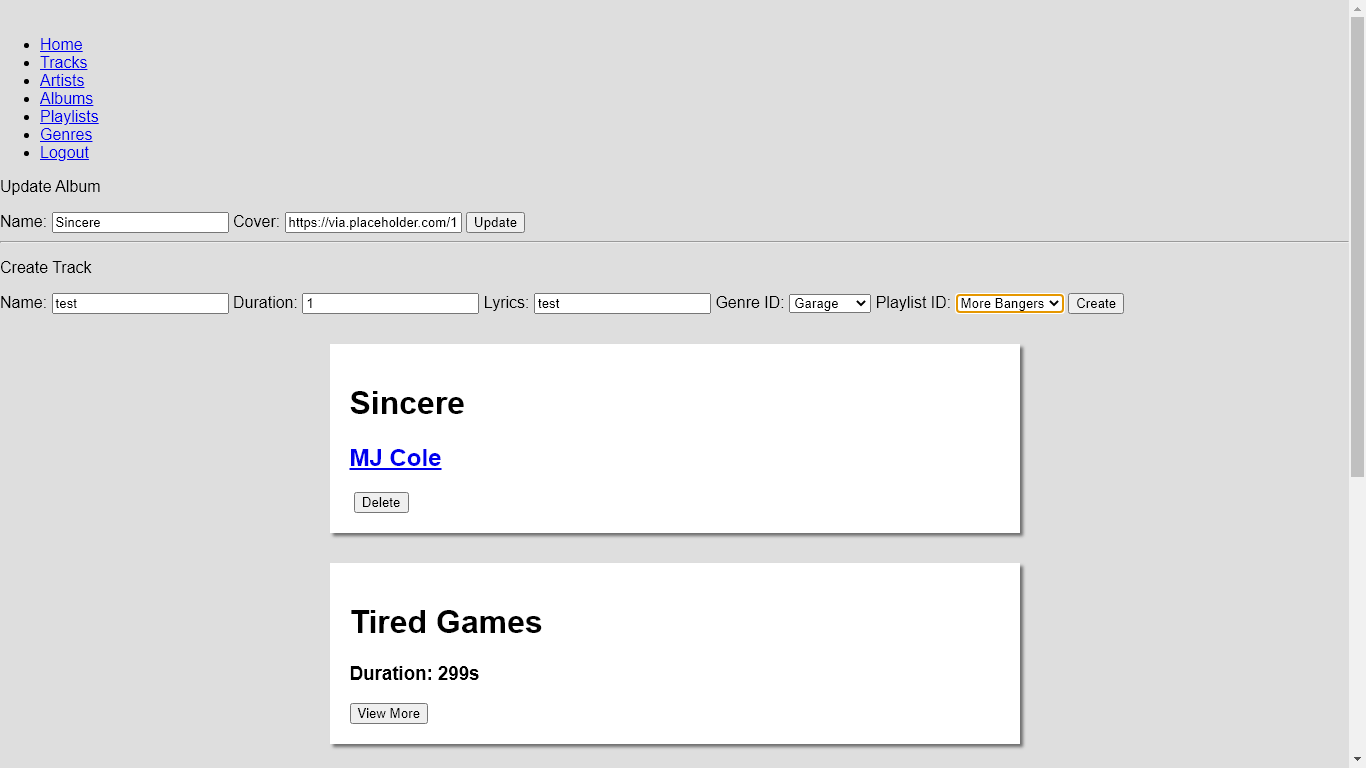 Home
Tracks
Artists
Albums
Playlists
Genres
Logout
Update Album
Name: Sincere Cover: https://via.placeholder.com/1 Update
Create Track
Name: test Duration: 1 Lyrics: test Genre ID: Garage Playlist ID: More Bangers Create
Sincere
MJ Cole
Delete
Tired Games
Duration: 299s
View More